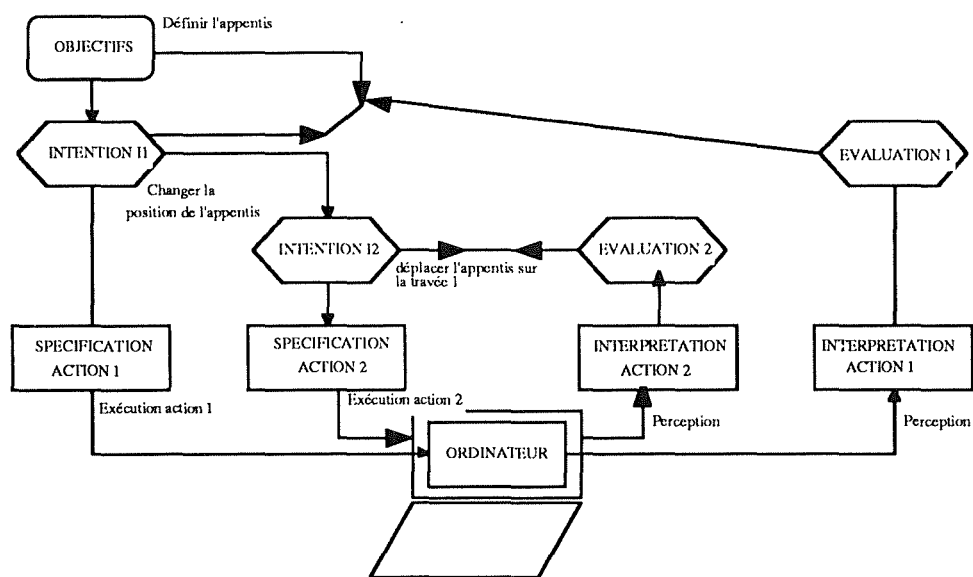 Définir l'appentis
OBJECTIFS
INTENTION I1
EVALUATION 1
Changer la
position de l'appentis
INTENTION I2
EVALUATION 2
déplacer l'appentis sur
la travée 1
SPECIFICATION
ACTION 1
SPECIFICATION
ACTION 2
INTERPRETATION
ACTION 2
INTERPRETATION
ACTION 1
Exécution action 1
Exécution action 2
Perception
Perception
ORDINATEUR